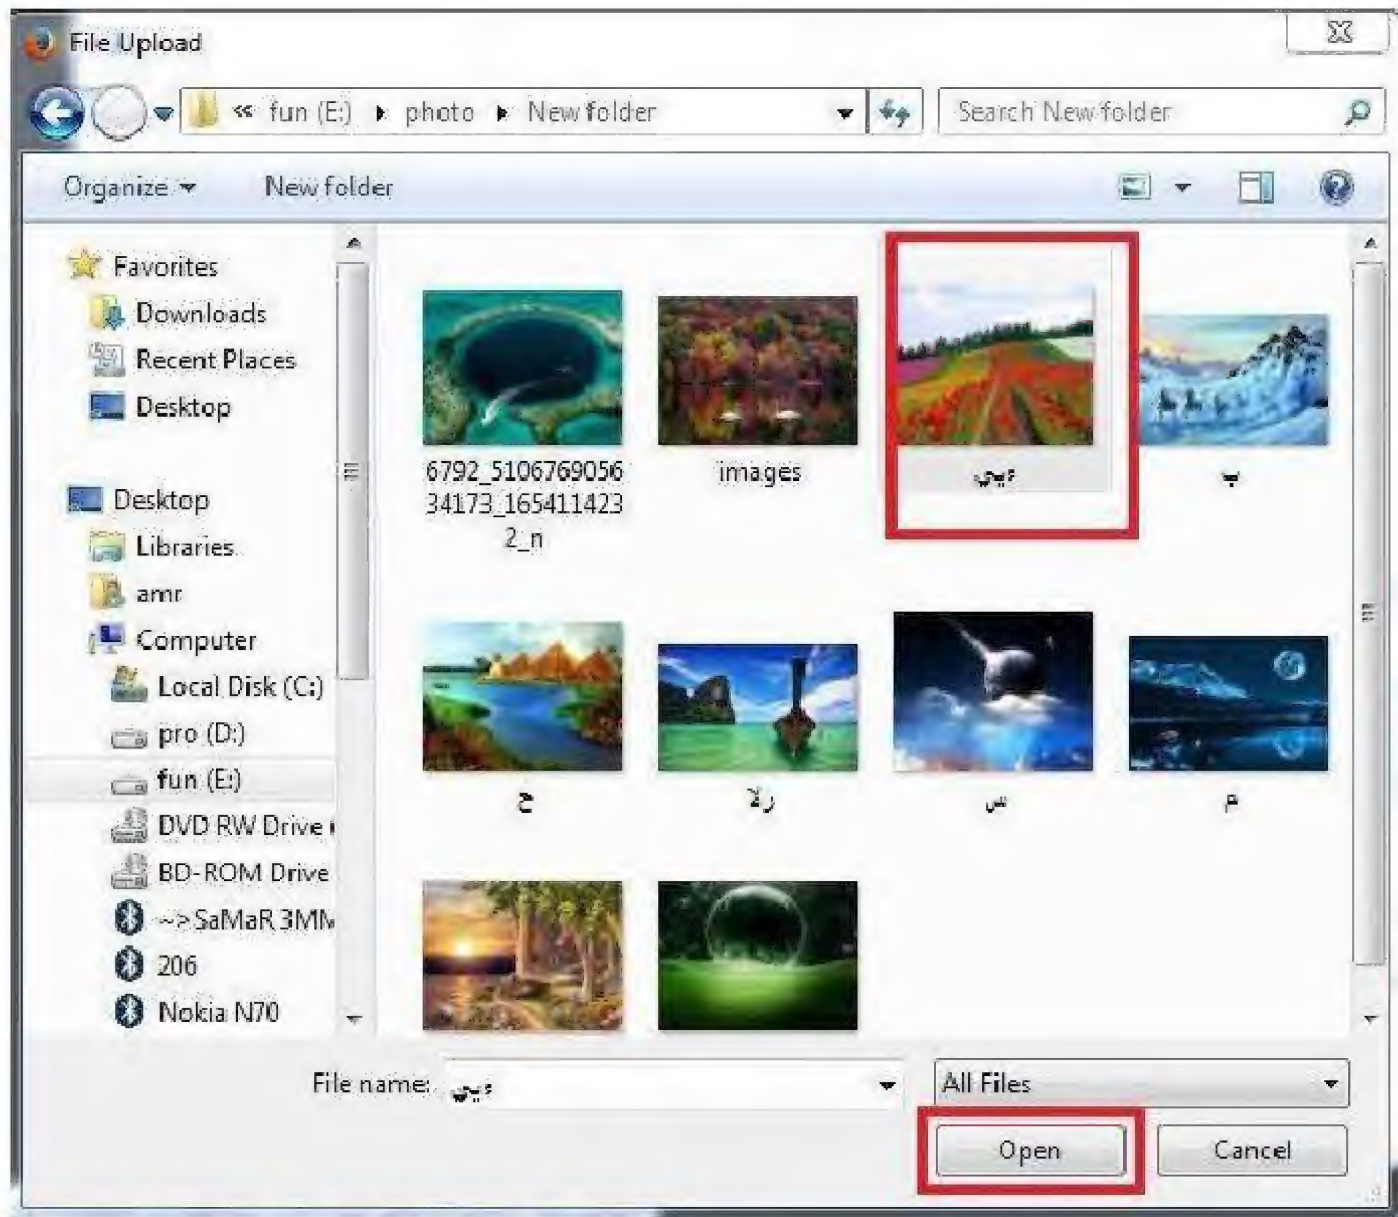 File Upload
« fun (E:) ▸ photo ▸ New folder
Search New folder
Organize
New folder
Favorites
Downloads
Recent Places
Desktop
Desktop
Libraries
amr
Computer
Local Disk (C:)
pro (D:)
fun (E:)
DVD RW Drive
BD-ROM Drive
~>SaMaR 3MM
206
Nokia N70
6792_5106769056
34173_165411423
2_n
images
ب
ح
رلا
س
م
File name:
All Files
Open
Cancel